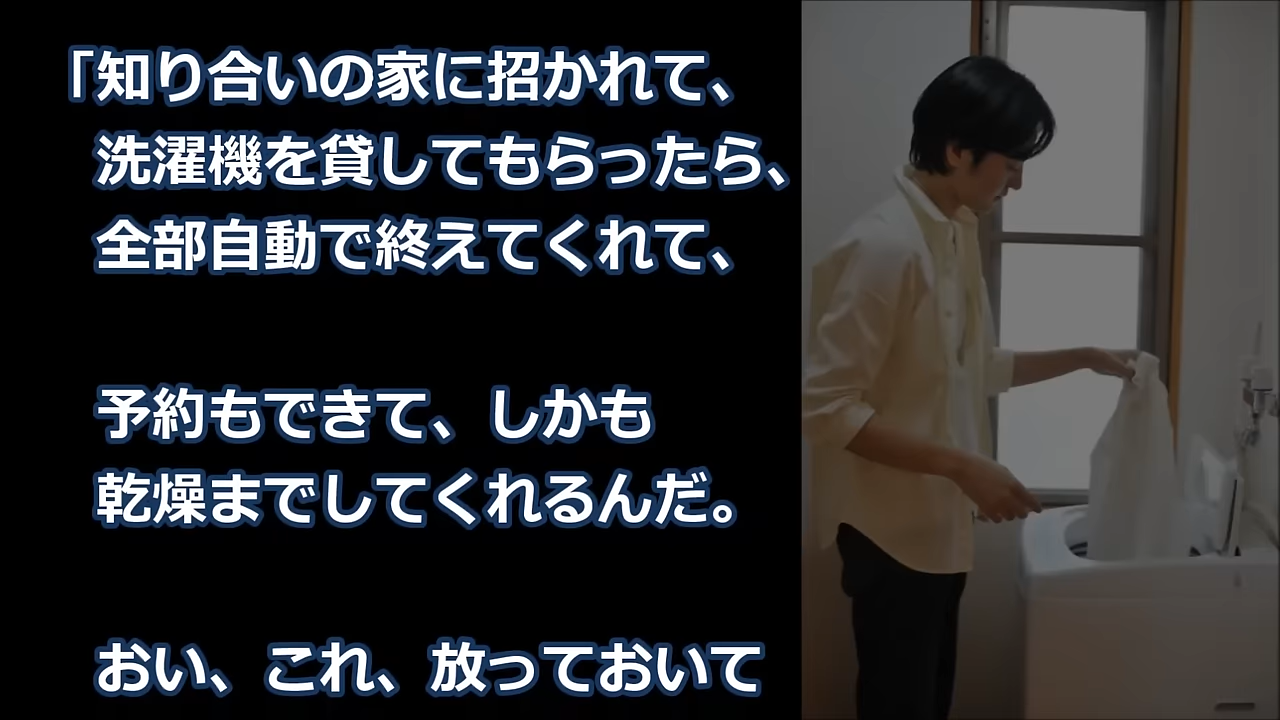 「知り合いの家に招かれて、
洗濯機を貸してもらったら、
全部自動で終えてくれて、
予約もできて、しかも
乾燥までしてくれるんだ。
おい、これ、放っておいて